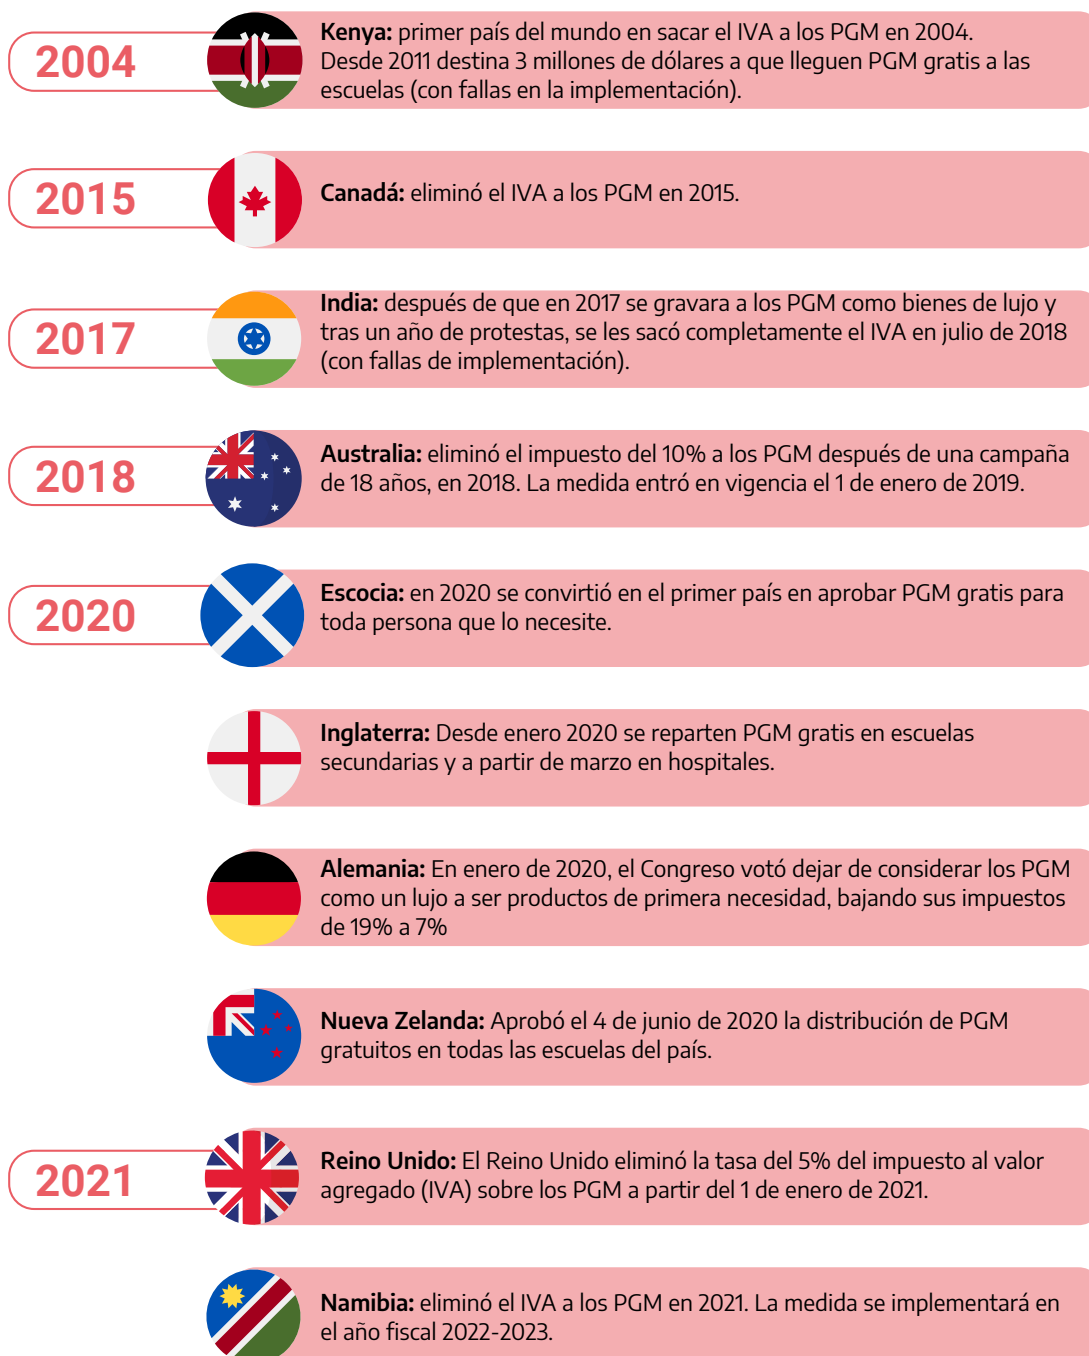 2004
Kenya: primer país del mundo en sacar el IVA a los PGM en 2004.
Desde 2011 destina 3 millones de dólares a que lleguen PGM gratis a las
escuelas (con fallas en la implementación).
2015
Canadá: eliminó el IVA a los PGM en 2015.
2017
India: después de que en 2017 se gravara a los PGM como bienes de lujo y
tras un año de protestas, se les sacó completamente el IVA en julio de 2018
(con fallas de implementación).
2018
Australia: eliminó el impuesto del 10% a los PGM después de una campaña
de 18 años, en 2018. La medida entró en vigencia el 1 de enero de 2019.
2020
Escocia: en 2020 se convirtió en el primer país en aprobar PGM gratis para
toda persona que lo necesite.
Inglaterra: Desde enero 2020 se reparten PGM gratis en escuelas
secundarias y a partir de marzo en hospitales.
Alemania: En enero de 2020, el Congreso votó dejar de considerar los PGM
como un lujo a ser productos de primera necesidad, bajando sus impuestos
de 19% a 7%
Nueva Zelanda: Aprobó el 4 de junio de 2020 la distribución de PGM
gratuitos en todas las escuelas del país.
2021
Reino Unido: El Reino Unido eliminó la tasa del 5% del impuesto al valor
agregado (IVA) sobre los PGM a partir del 1 de enero de 2021.
Namibia: eliminó el IVA a los PGM en 2021. La medida se implementará en
el año fiscal 2022-2023.